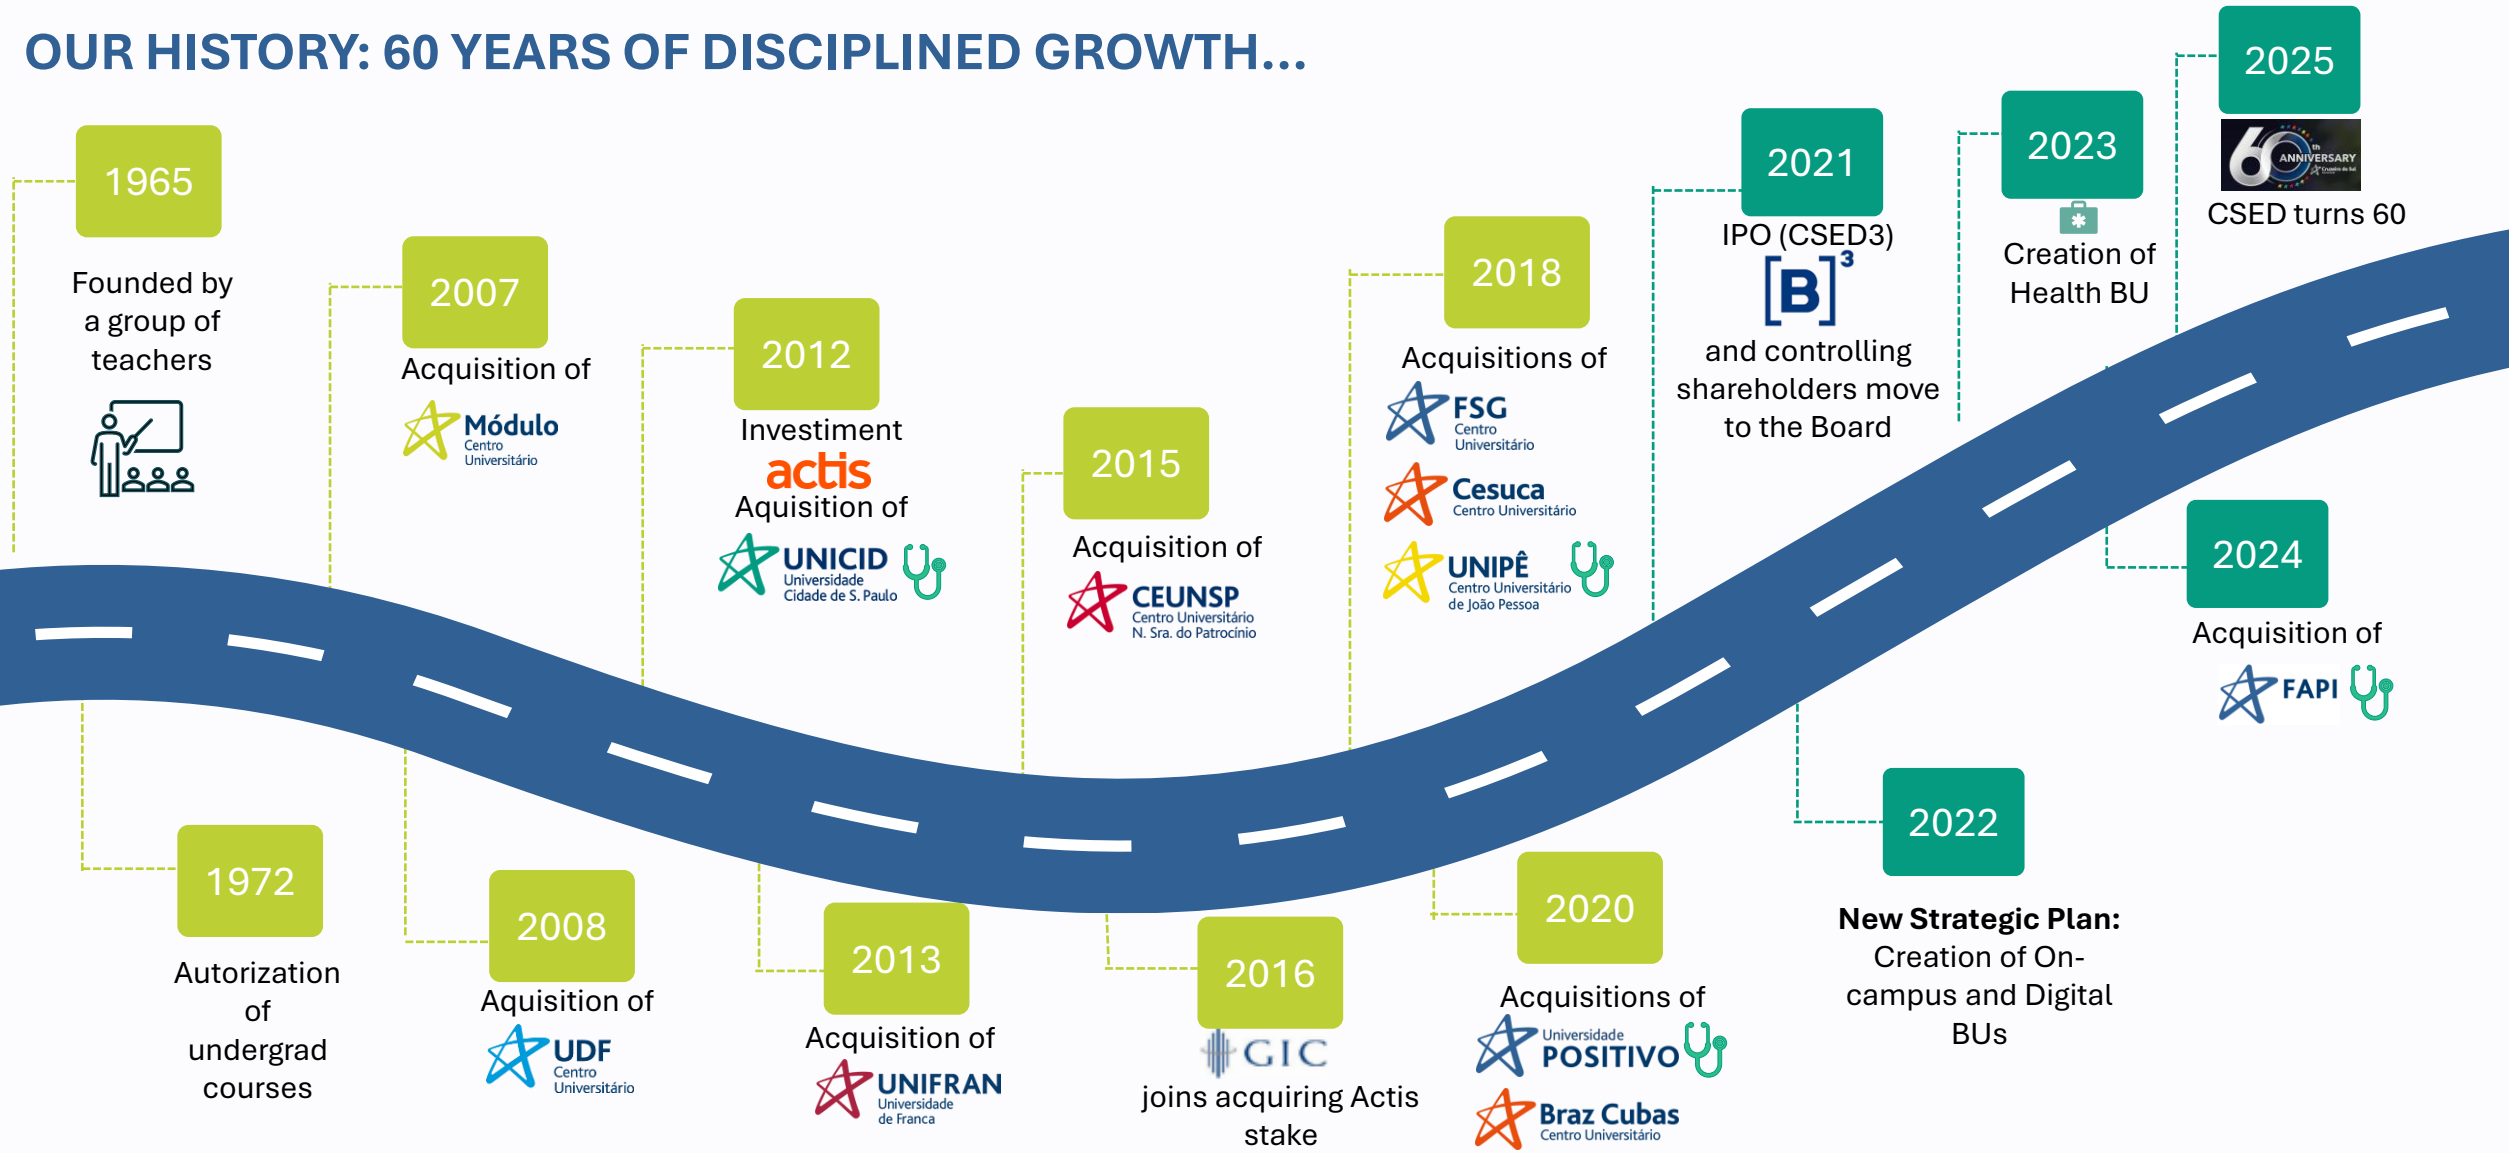 OUR HISTORY: 60 YEARS OF DISCIPLINED GROWTH...
1965
Founded by
a group of
teachers
1972
Autorization
of
undergrad
courses
2007
Acquisition of
Módulo
Centro
Universitário
2008
Aquisition of
UDF
Centro
Universitário
2012
Investiment
actis
Aquisition of
UNICID
Universidade
Cidade de S. Paulo
2013
Acquisition of
UNIFRAN
Universidade
de Franca
2015
Acquisition of
CEUNSP
Centro Universitário
N. Sra. do Patrocínio
2016
GIC
joins acquiring Actis
stake
2018
Acquisitions of
FSG
Centro
Universitário
Cesuca
Centro Universitário
UNIPÊ
Centro Universitário
de João Pessoa
2020
Acquisitions of
Universidade
POSITIVO
Braz Cubas
Centro Universitário
2021
IPO (CSED3)
[B]³
and controlling
shareholders move
to the Board
2022
New Strategic Plan:
Creation of On-
campus and Digital
BUs
2023
Creation of
Health BU
2024
Acquisition of
FAPI
2025
60th
ANNIVERSARY
Cruzeiro do Sul
CSED turns 60